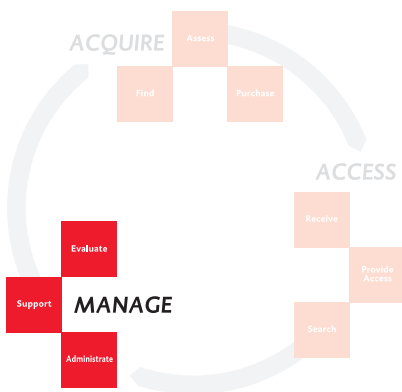 ACQUIRE
Assess
Find
Purchase
ACCESS
Receive
Provide
Access
Search
Evaluate
Support
MANAGE
Administrate